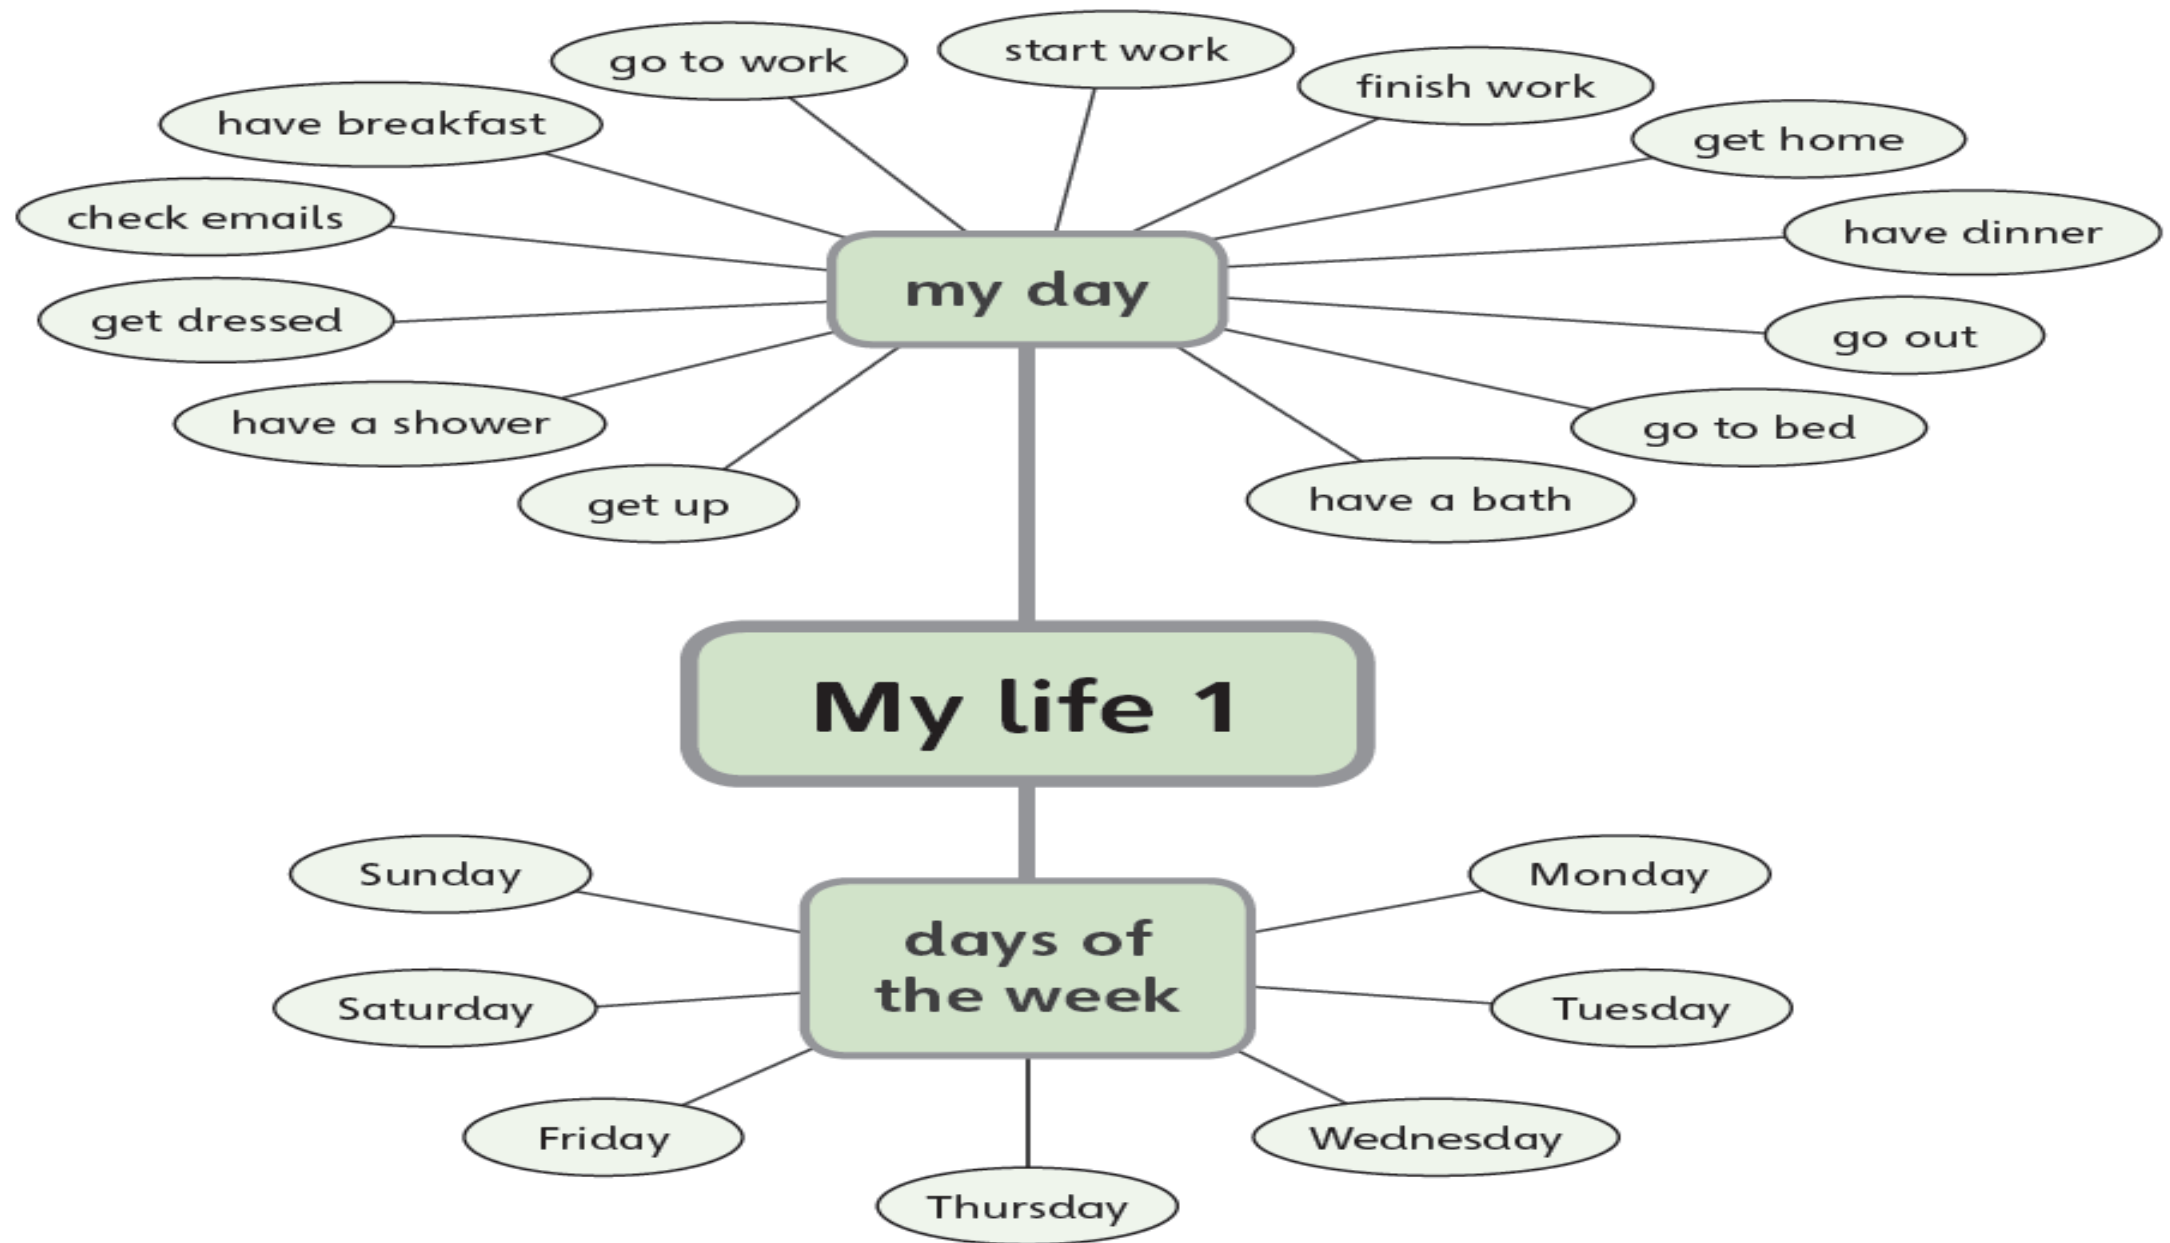 start work
go to work
finish work
have breakfast
get home
check emails
have dinner
my day
get dressed
go out
have a shower
go to bed
get up
have a bath
My life 1
Sunday
Monday
days of
the week
Saturday
Tuesday
Friday
Wednesday
Thursday